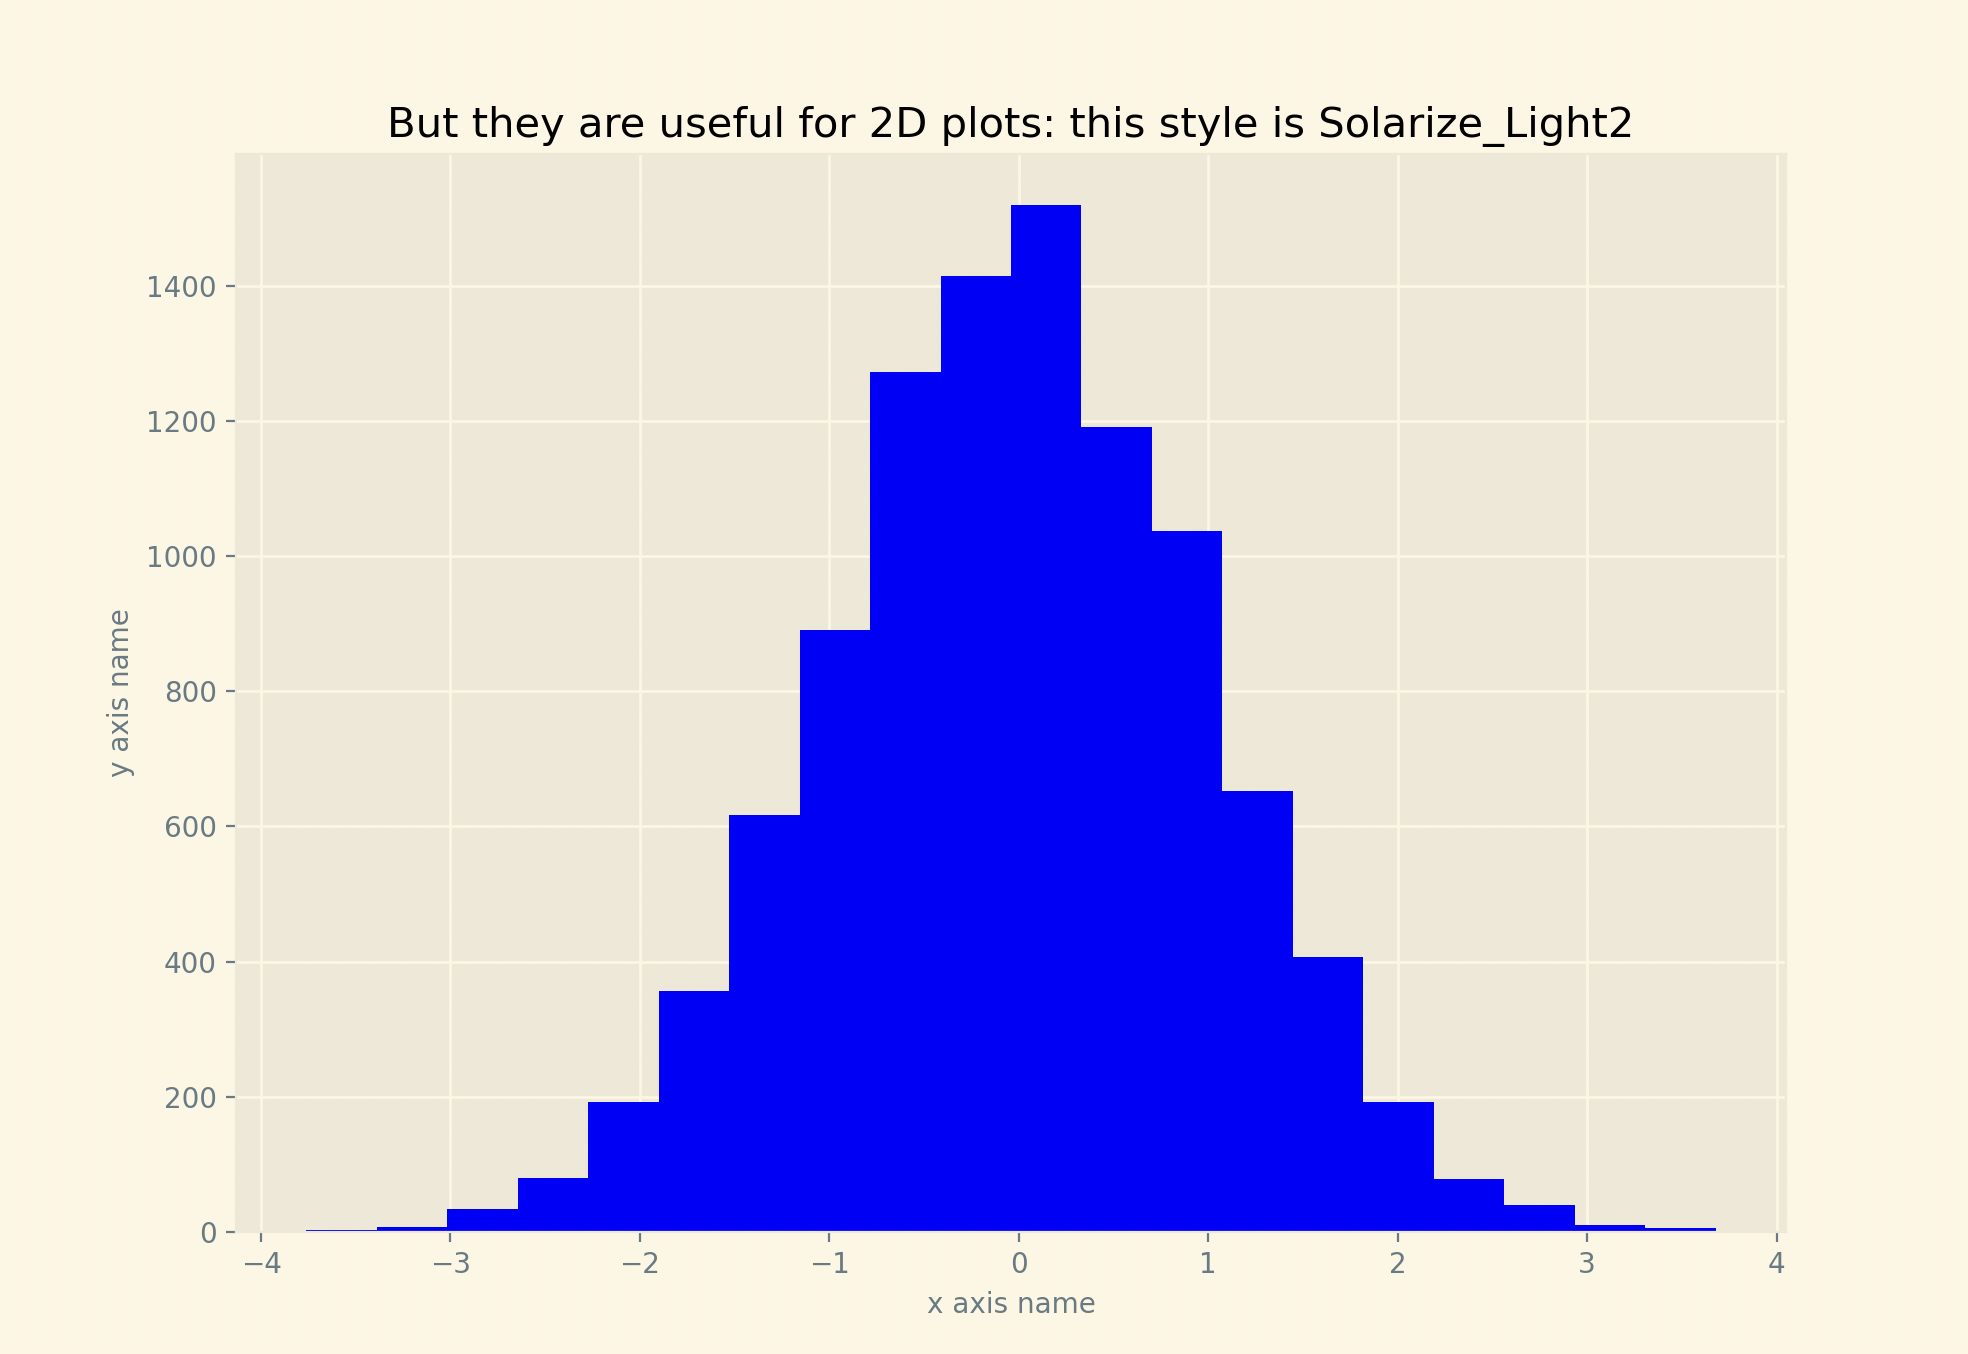 But they are useful for 2D plots: this style is Solarize_Light2
1400
1200
1000
800
600
400
200
0
y axis name
−4 −3 −2 −1 0 1 2 3 4
x axis name